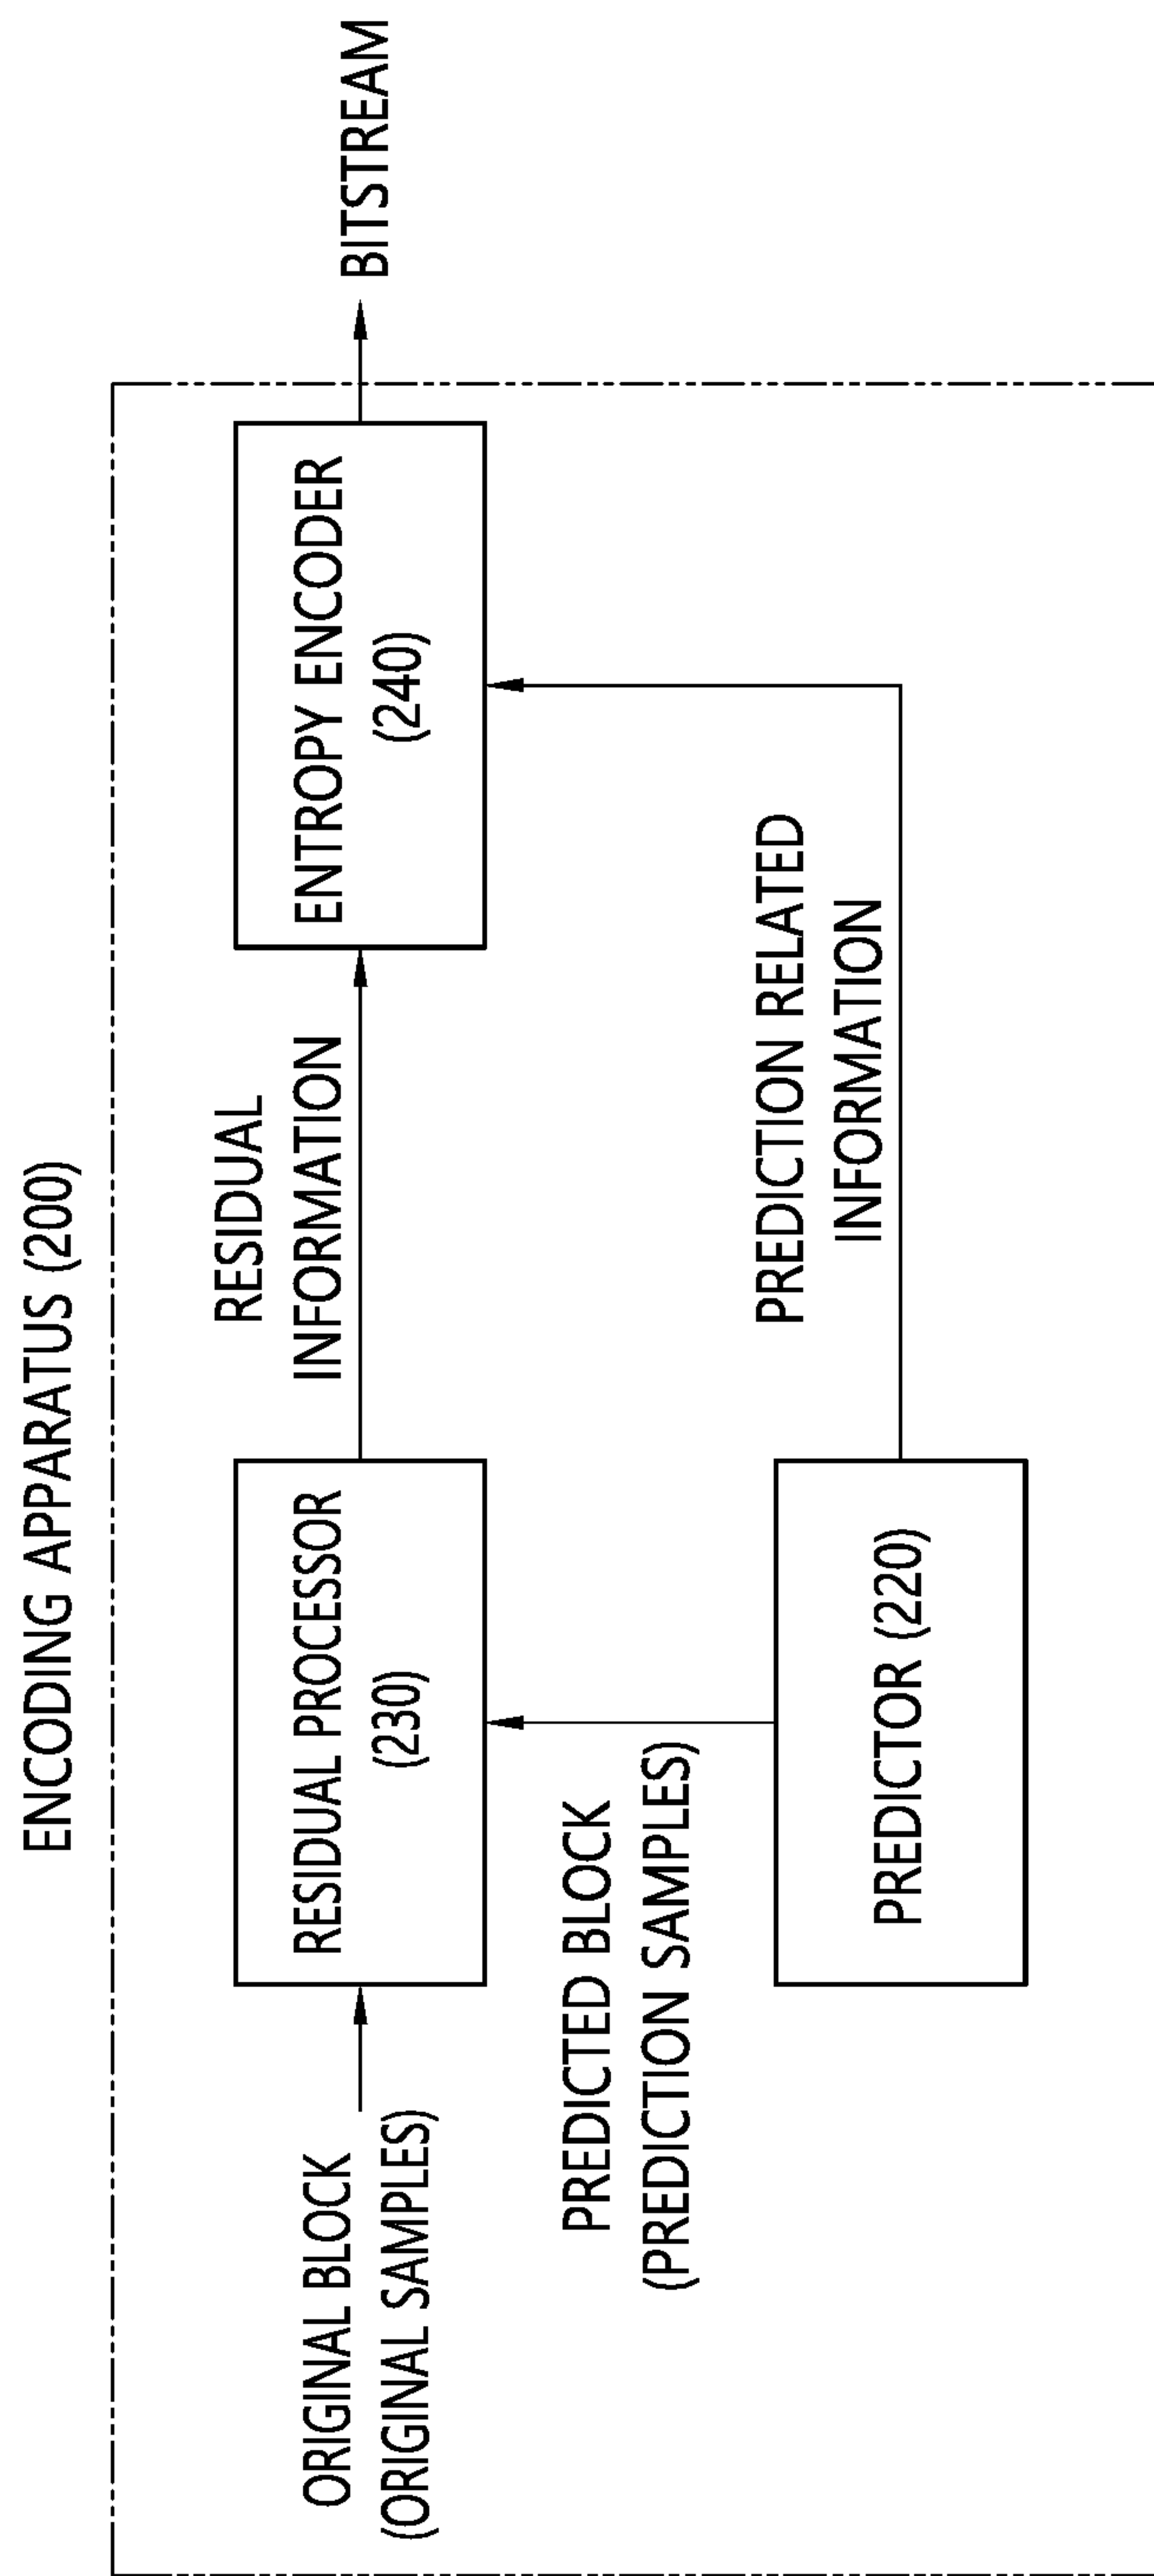 ENCODING APPARATUS (200)
ORIGINAL BLOCK
(ORIGINAL SAMPLES)
RESIDUAL PROCESSOR
(230)
RESIDUAL
INFORMATION
ENTROPY ENCODER
(240)
BITSTREAM
PREDICTED BLOCK
(PREDICTION SAMPLES)
PREDICTION RELATED
INFORMATION
PREDICTOR (220)